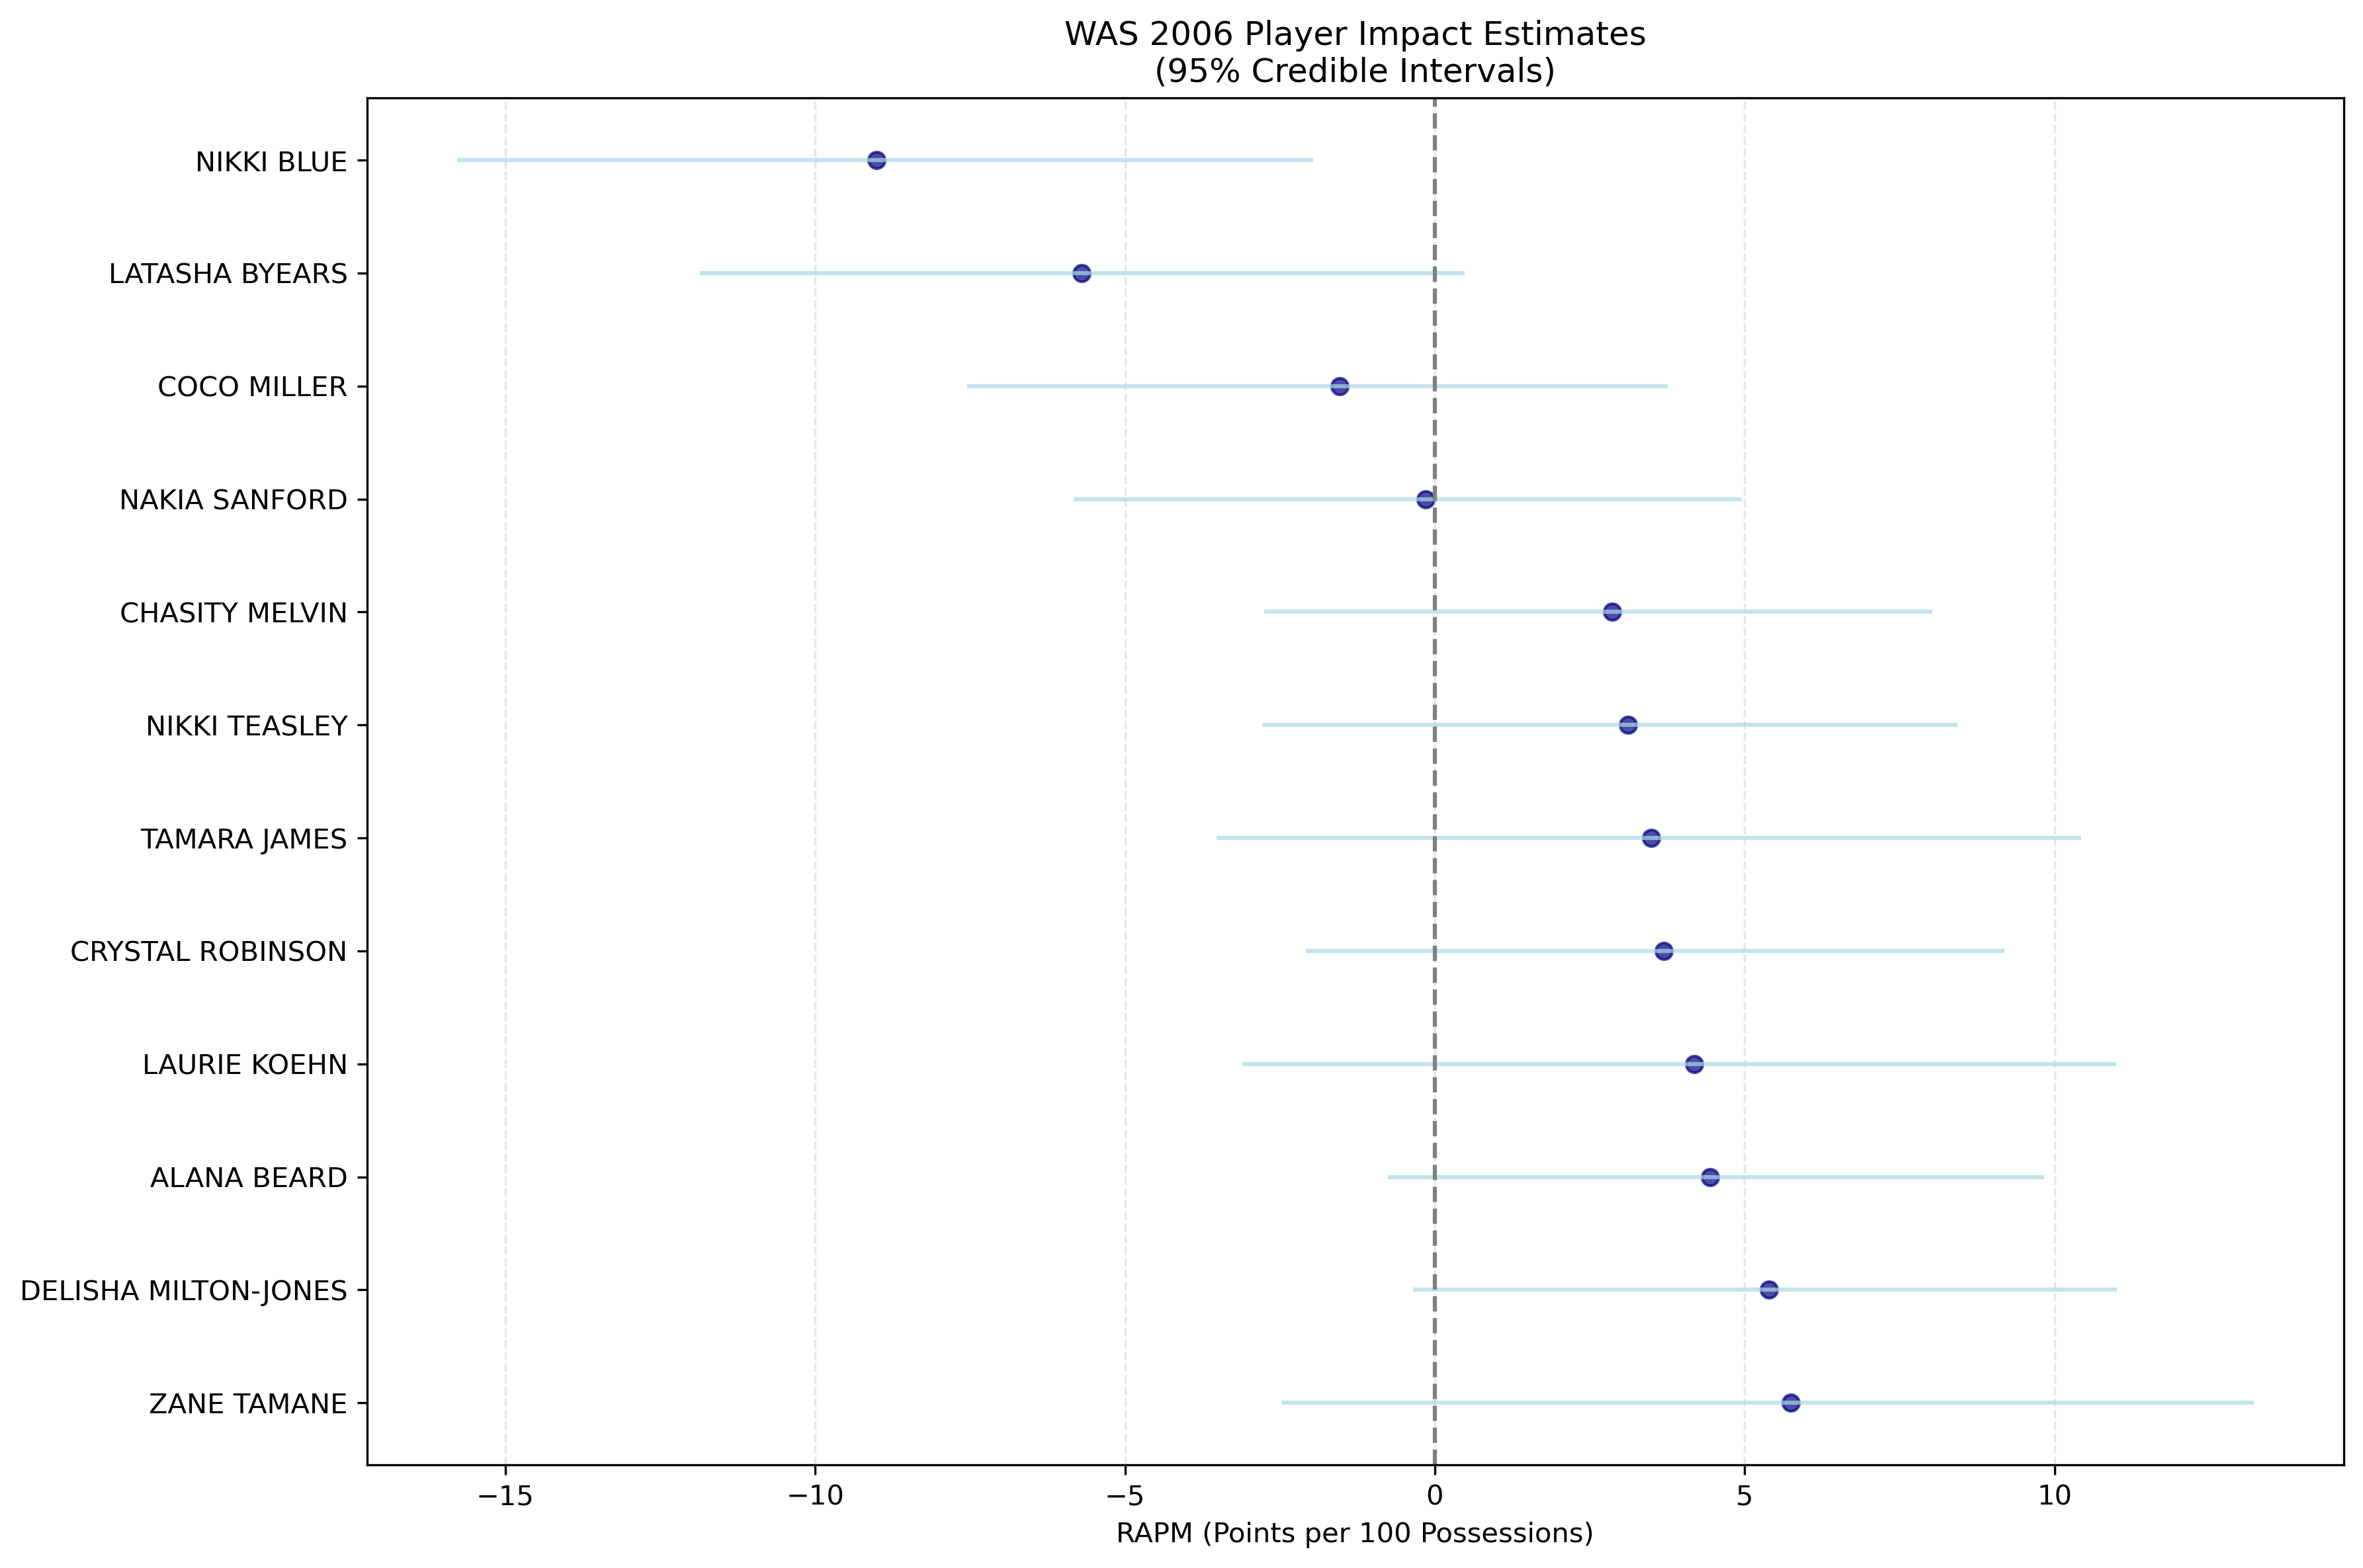 WAS 2006 Player Impact Estimates
(95% Credible Intervals)
NIKKI BLUE
LATASHA BYEARS
COCO MILLER
NAKIA SANFORD
CHASITY MELVIN
NIKKI TEASLEY
TAMARA JAMES
CRYSTAL ROBINSON
LAURIE KOEHN
ALANA BEARD
DELISHA MILTON-JONES
ZANE TAMANE
−15 −10 −5 0 5 10
RAPM (Points per 100 Possessions)